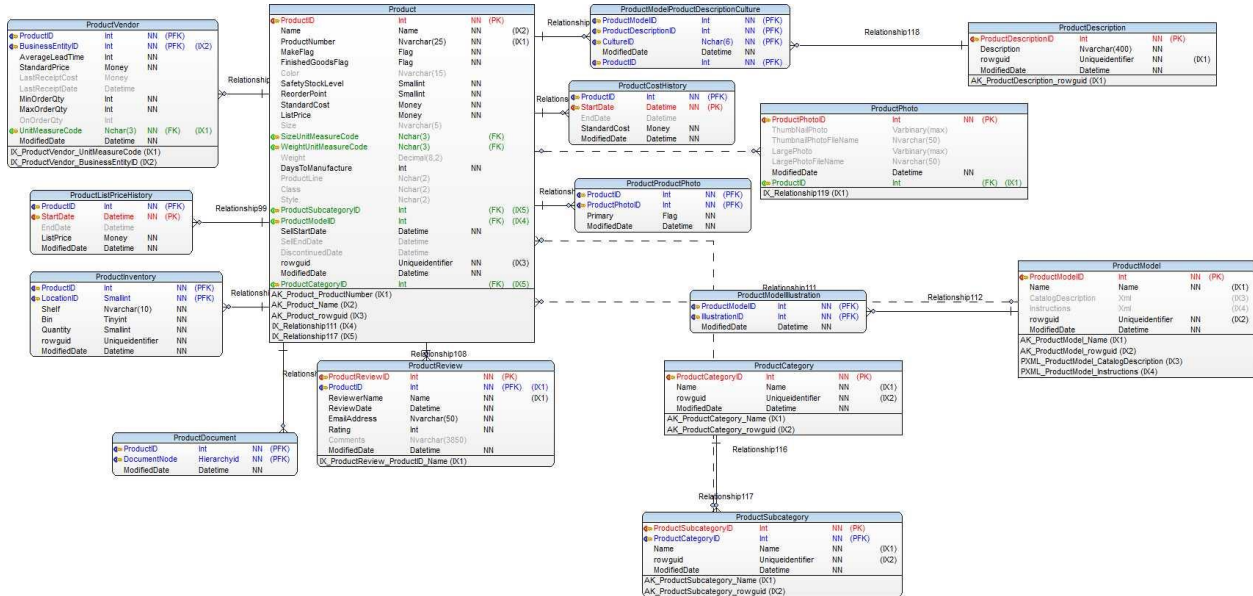 ProductVendor
ProductID Int NN (PFK)
BusinessEntityID Int NN (PFK) (IX2)
AverageLeadTime Int NN
StandardPrice Money NN
LastReceiptCost Money
LastReceiptDate Datetime
MinOrderQty Int NN
MaxOrderQty Int NN
OnOrderQty Int
UnitMeasureCode Nchar(3) NN (FK) (IX1)
ModifiedDate Datetime NN
IX_ProductVendor_UnitMeasureCode (IX1)
IX_ProductVendor_BusinessEntityID (IX2)
Product
ProductID Int NN (PK)
Name Name NN (IX2)
ProductNumber Nvarchar(25) NN (IX1)
MakeFlag Flag NN
FinishedGoodsFlag Flag NN
Color Nvarchar(15)
SafetyStockLevel Smallint NN
ReorderPoint Smallint NN
StandardCost Money NN
ListPrice Money NN
Size Nvarchar(5)
SizeUnitMeasureCode Nchar(3) (FK)
WeightUnitMeasureCode Nchar(3) (FK)
Weight Decimal(8,2)
DaysToManufacture Int NN
ProductLine Nchar(2)
Class Nchar(2)
Style Nchar(2)
ProductSubcategoryID Int (FK) (IX5)
ProductModelID Int (FK) (IX4)
SellStartDate Datetime NN
SellEndDate Datetime
DiscontinuedDate Datetime
rowguid Uniqueidentifier NN (IX3)
ModifiedDate Datetime NN
ProductCategoryID Int (FK) (IX5)
AK_Product_ProductNumber (IX1)
AK_Product_Name (IX2)
AK_Product_rowguid (IX3)
IX_Relationship111 (IX4)
IX_Relationship117 (IX5)
ProductModelProductDescriptionCulture
ProductModelID Int NN (PFK)
ProductDescriptionID Int NN (PFK)
CultureID Nchar(6) NN (PFK)
ModifiedDate Datetime NN
ProductID Int NN (PFK)
Relationship118
ProductDescription
ProductDescriptionID Int NN (PK)
Description Nvarchar(400) NN
rowguid Uniqueidentifier NN (IX1)
ModifiedDate Datetime NN
AK_ProductDescription_rowguid (IX1)
ProductCostHistory
ProductID Int NN (PFK)
StartDate Datetime NN (PK)
EndDate Datetime
StandardCost Money NN
ModifiedDate Datetime NN
ProductPhoto
ProductPhotoID Int NN (PK)
ThumbNailPhoto Varbinary(max)
ThumbnailPhotoFileName Nvarchar(50)
LargePhoto Varbinary(max)
LargePhotoFileName Nvarchar(50)
ModifiedDate Datetime NN
ProductID Int (FK) (IX1)
IX_Relationship119 (IX1)
ProductListPriceHistory
ProductID Int NN (PFK)
StartDate Datetime NN (PK)
EndDate Datetime
ListPrice Money NN
ModifiedDate Datetime NN
Relationship99
ProductProductPhoto
ProductID Int NN (PFK)
ProductPhotoID Int NN (PFK)
Primary Flag NN
ModifiedDate Datetime NN
ProductInventory
ProductID Int NN (PFK)
LocationID Smallint NN (PFK)
Shelf Nvarchar(10) NN
Bin Tinyint NN
Quantity Smallint NN
rowguid Uniqueidentifier NN
ModifiedDate Datetime NN
Relationship111
ProductModelIllustration
ProductModelID Int NN (PFK)
IllustrationID Int NN (PFK)
ModifiedDate Datetime NN
Relationship112
ProductModel
ProductModelID Int NN (PK)
Name Name NN (IX1)
CatalogDescription Xml (IX3)
Instructions Xml (IX4)
rowguid Uniqueidentifier NN (IX2)
ModifiedDate Datetime NN
AK_ProductModel_Name (IX1)
AK_ProductModel_rowguid (IX2)
PXML_ProductModel_CatalogDescription (IX3)
PXML_ProductModel_Instructions (IX4)
Relationship108
ProductReview
ProductReviewID Int NN (PK)
ProductID Int NN (PFK) (IX1)
ReviewerName Name NN (IX1)
ReviewDate Datetime NN
EmailAddress Nvarchar(50) NN
Rating Int NN
Comments Nvarchar(3850)
ModifiedDate Datetime NN
IX_ProductReview_ProductID_Name (IX1)
ProductCategory
ProductCategoryID Int NN (PK)
Name Name NN (IX1)
rowguid Uniqueidentifier NN (IX2)
ModifiedDate Datetime NN
AK_ProductCategory_Name (IX1)
AK_ProductCategory_rowguid (IX2)
ProductDocument
ProductID Int NN (PFK)
DocumentNode Hierarchyid NN (PFK)
ModifiedDate Datetime NN
Relationship116
Relationship117
ProductSubcategory
ProductSubcategoryID Int NN (PK)
ProductCategoryID Int NN (PFK)
Name Name NN (IX1)
rowguid Uniqueidentifier NN (IX2)
ModifiedDate Datetime NN
AK_ProductSubcategory_Name (IX1)
AK_ProductSubcategory_rowguid (IX2)